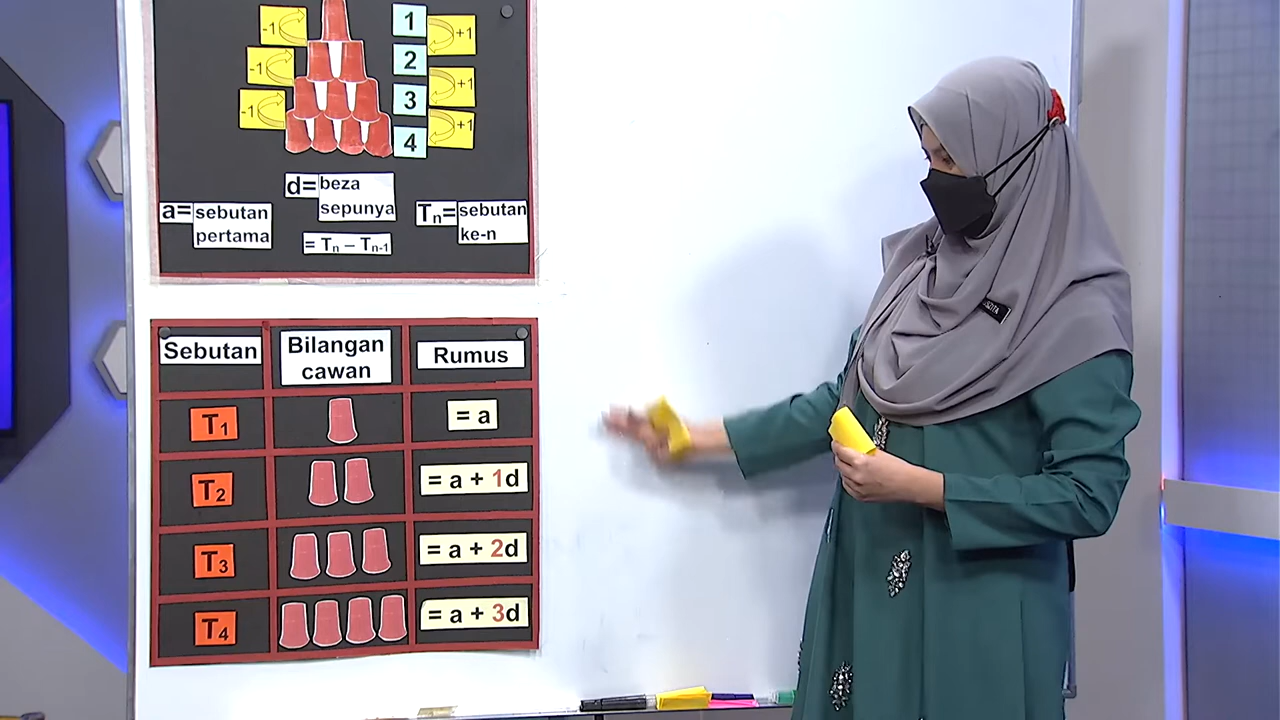 -1
1
+1
-1
2
+1
-1
3
+1
4
d= beza
sepunya
a= sebutan
pertama
Tn= sebutan
ke-n
= Tn – Tn-1
Sebutan
Bilangan
cawan
Rumus
T1
= a
T2
= a + 1d
T3
= a + 2d
T4
= a + 3d